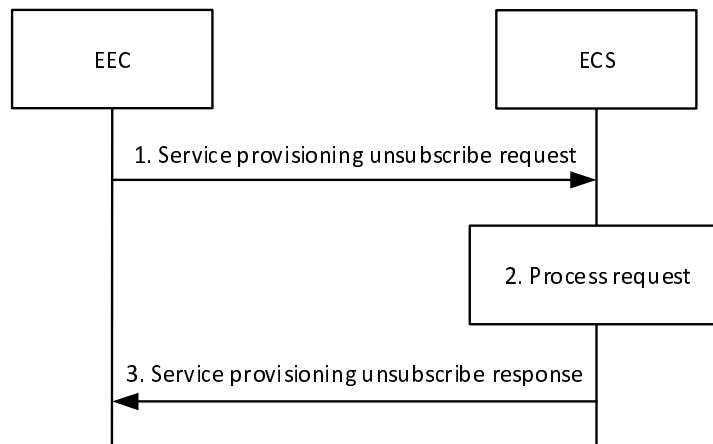 EEC
ECS
1. Service provisioning unsubscribe request
2. Process request
3. Service provisioning unsubscribe response